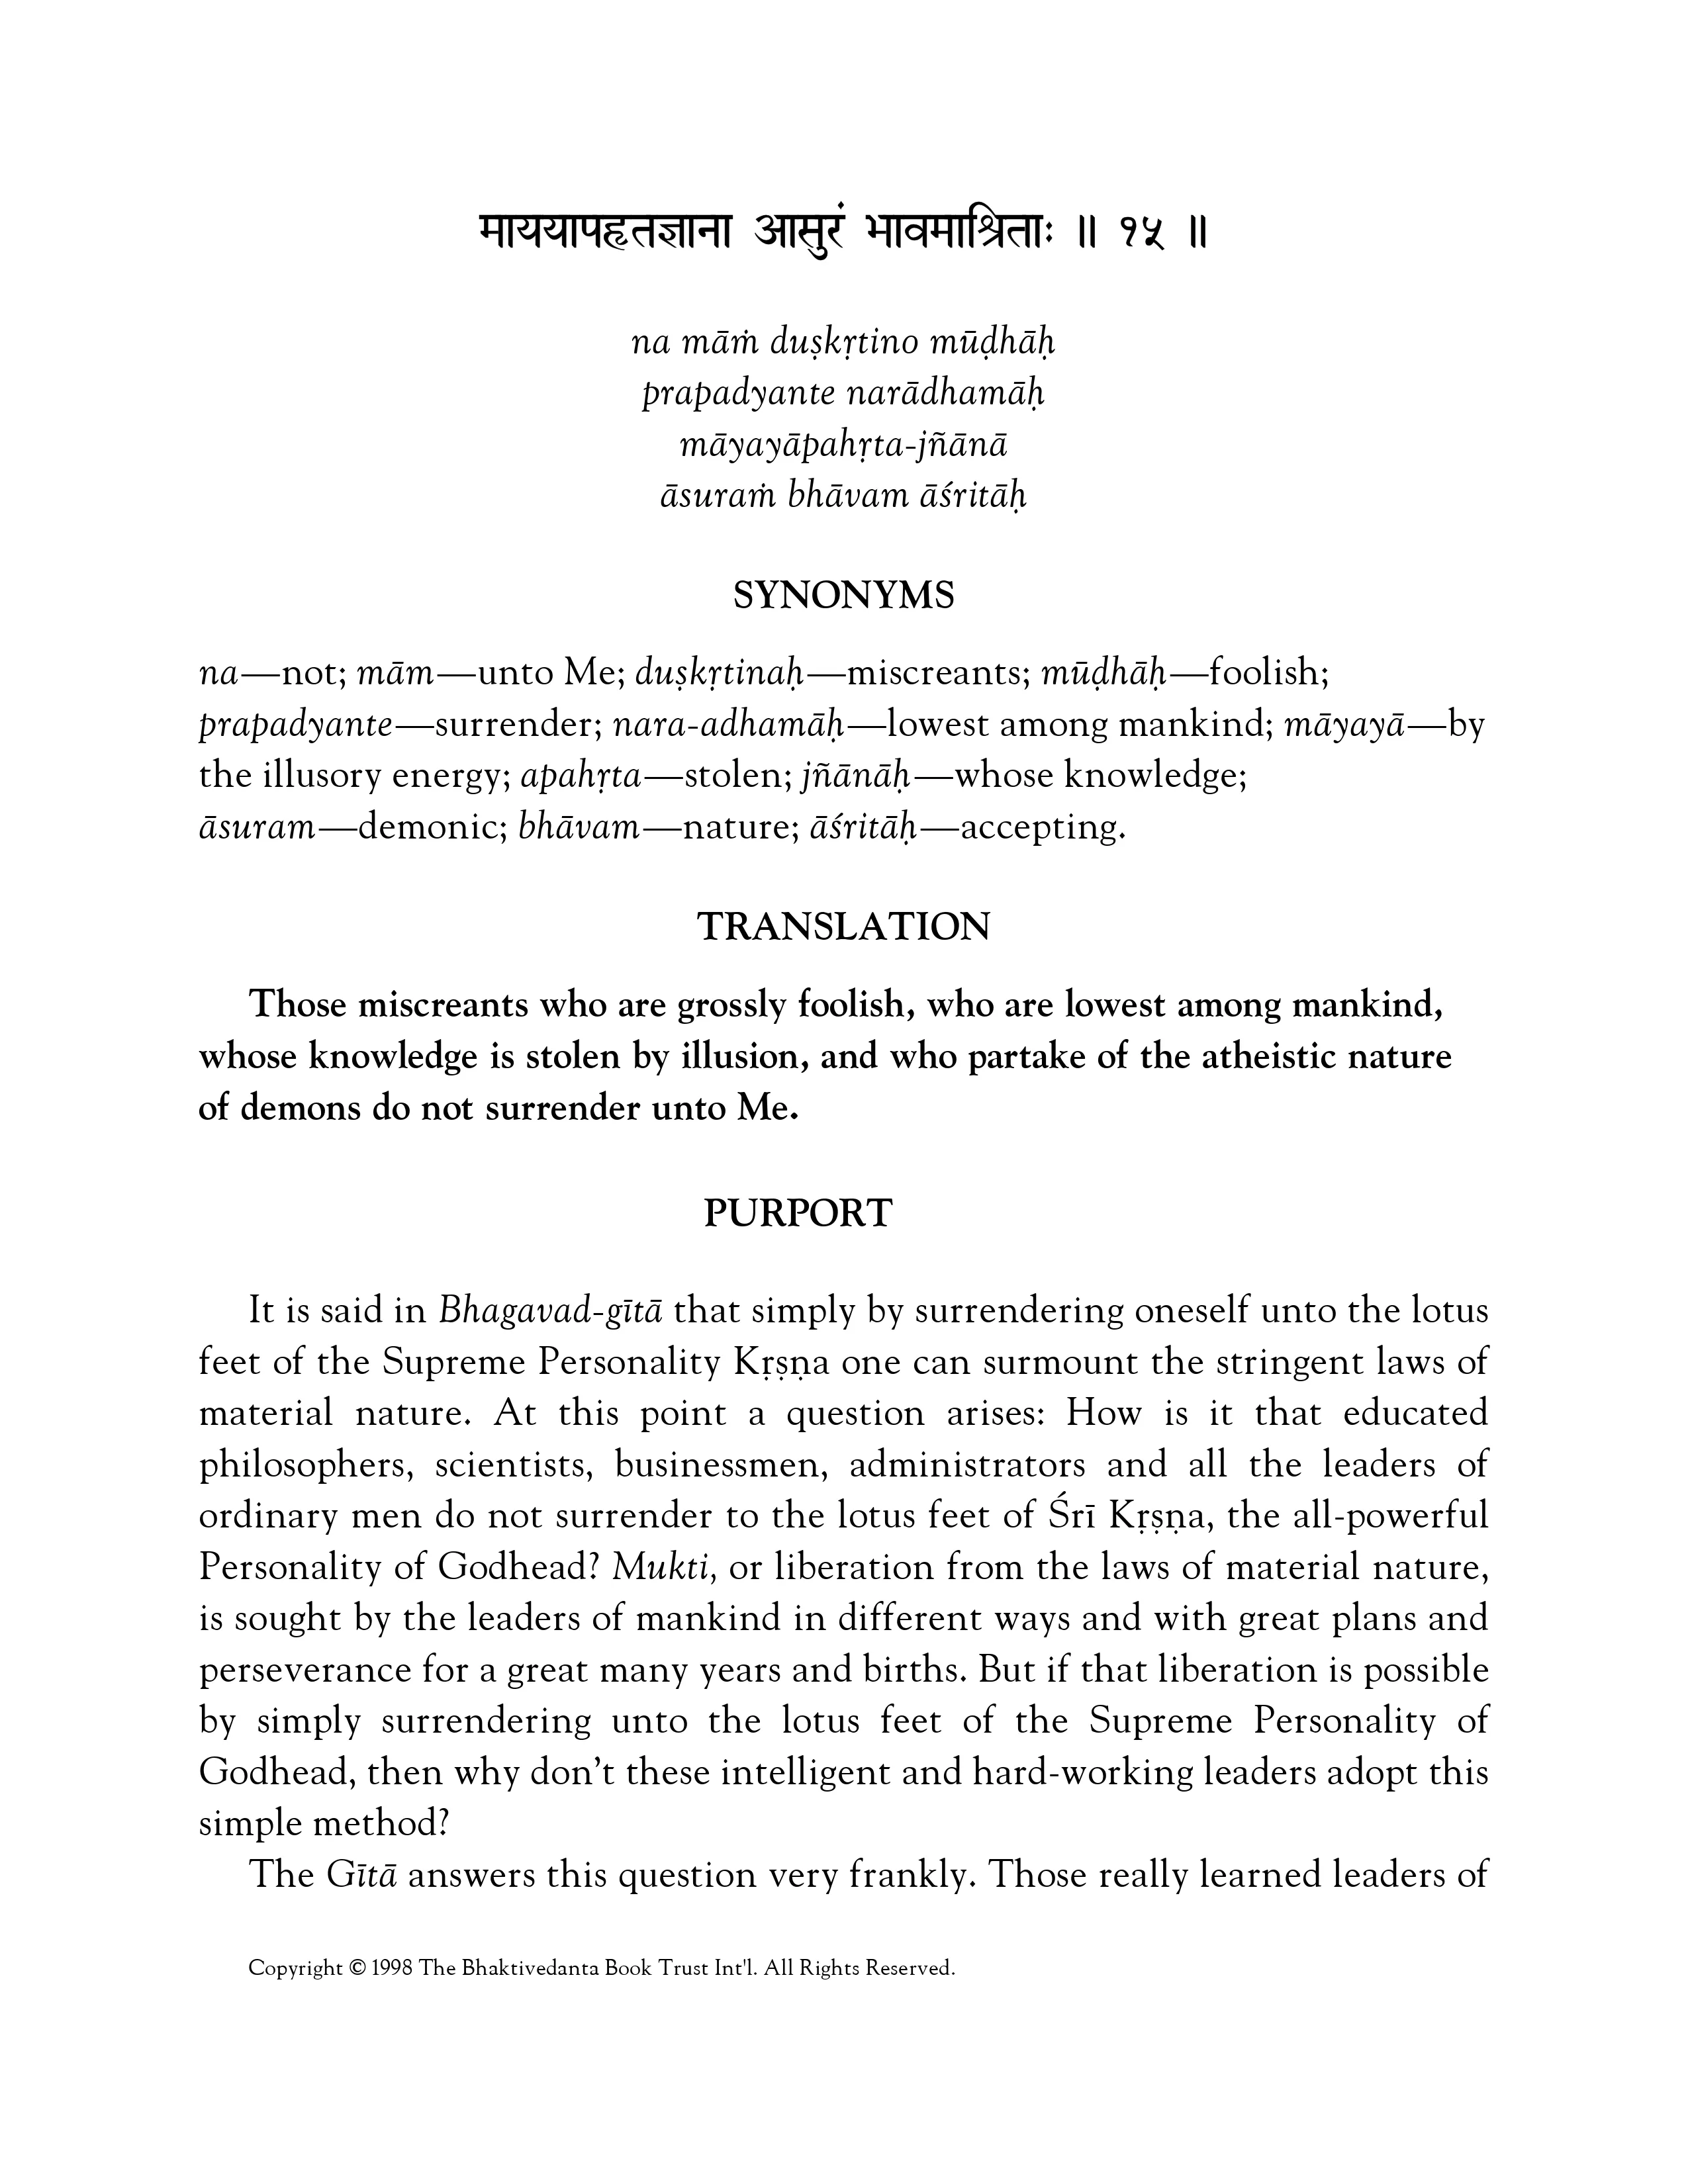 माययापहृतज्ञाना आसुरं भावमाश्रिताः ॥ १५ ॥
na māṁ duṣkṛtino mūḍhāḥ
prapadyante narādhamāḥ
māyayāpahṛta-jñānā
āsuraṁ bhāvam āśritāḥ
SYNONYMS
na—not; mām—unto Me; duṣkṛtinaḥ—miscreants; mūḍhāḥ—foolish;
prapadyante—surrender; nara-adhamāḥ—lowest among mankind; māyayā—by
the illusory energy; apahṛta—stolen; jñānāḥ—whose knowledge;
āsuram—demonic; bhāvam—nature; āśritāḥ—accepting.
TRANSLATION
Those miscreants who are grossly foolish, who are lowest among mankind,
whose knowledge is stolen by illusion, and who partake of the atheistic nature
of demons do not surrender unto Me.
PURPORT
It is said in Bhagavad-gītā that simply by surrendering oneself unto the lotus
feet of the Supreme Personality Kṛṣṇa one can surmount the stringent laws of
material nature. At this point a question arises: How is it that educated
philosophers, scientists, businessmen, administrators and all the leaders of
ordinary men do not surrender to the lotus feet of Śrī Kṛṣṇa, the all-powerful
Personality of Godhead? Mukti, or liberation from the laws of material nature,
is sought by the leaders of mankind in different ways and with great plans and
perseverance for a great many years and births. But if that liberation is possible
by simply surrendering unto the lotus feet of the Supreme Personality of
Godhead, then why don’t these intelligent and hard-working leaders adopt this
simple method?
The Gītā answers this question very frankly. Those really learned leaders of
Copyright © 1998 The Bhaktivedanta Book Trust Int'l. All Rights Reserved.